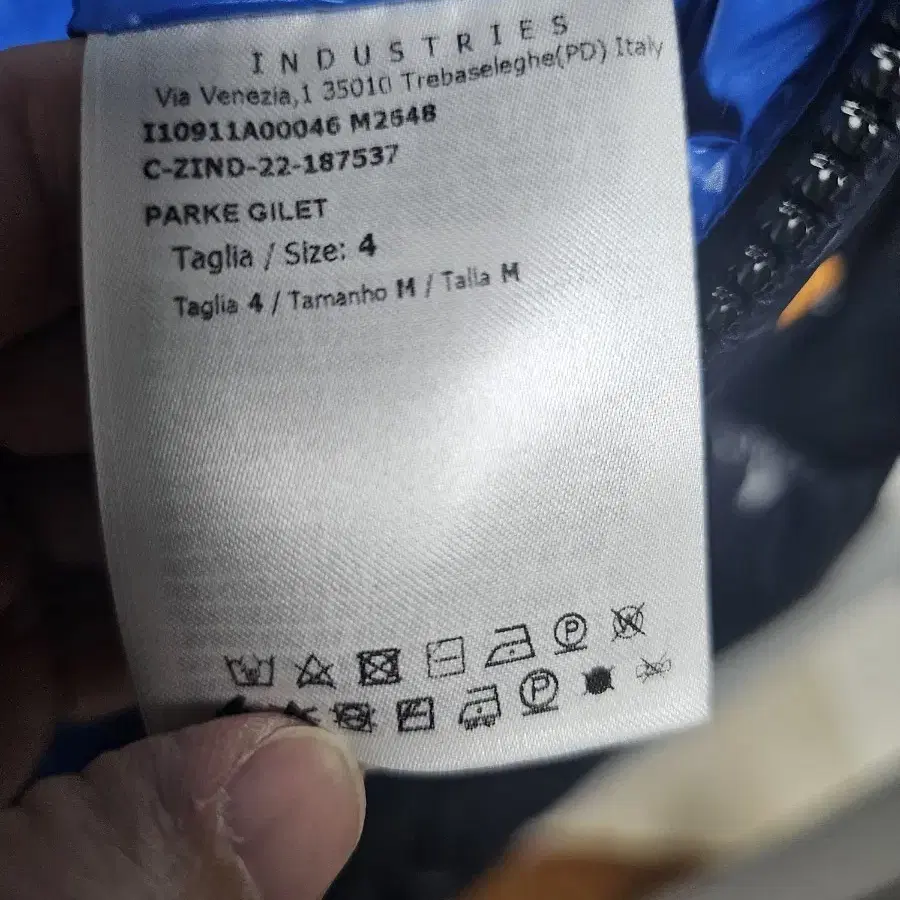 INDUSTRIES
Via Venezia,1 35010 Trebaseleghe(PD) Italy
I10911A00046 M2648
C-ZIND-22-187537
PARKE GILET
Taglia / Size: 4
Taglia 4 / Tamanho M / Talla M